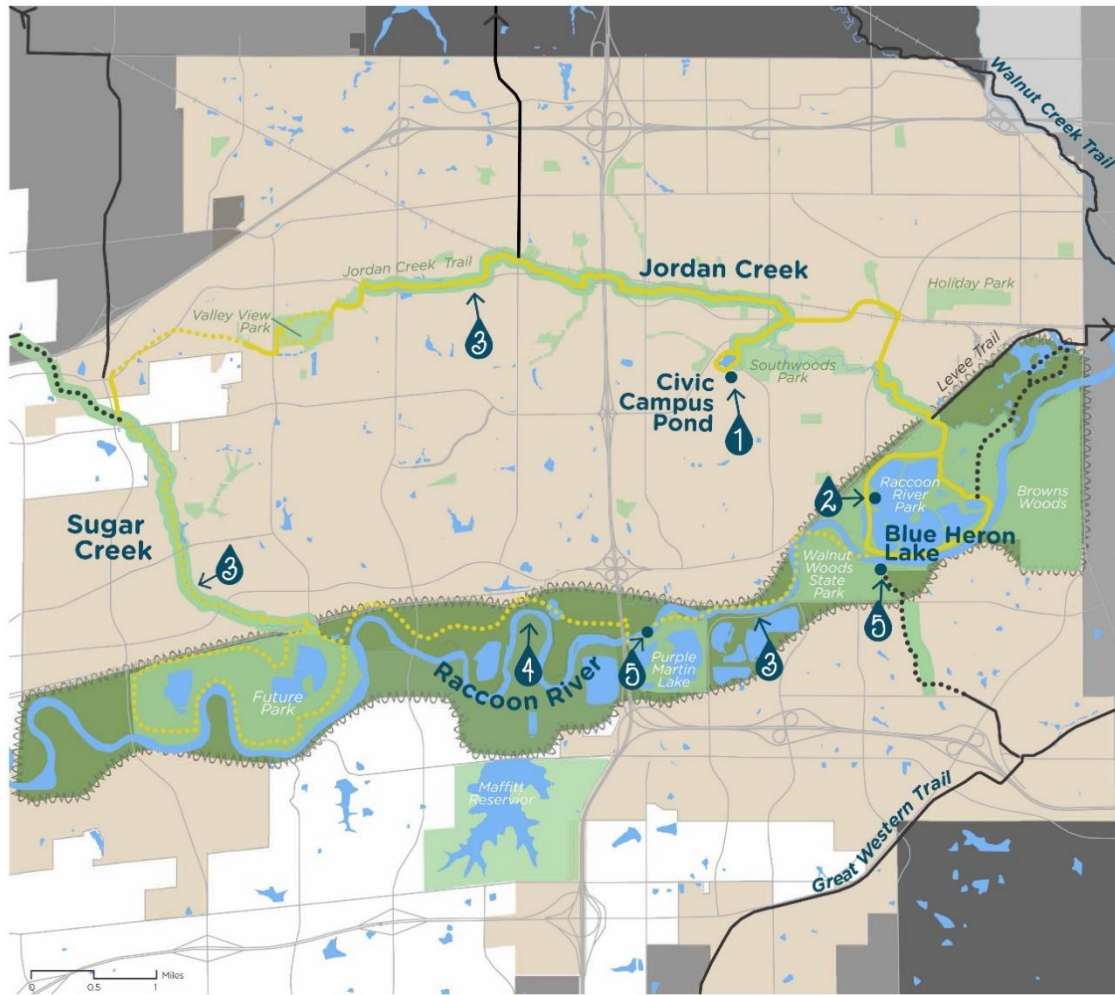 Walnut Creek Trail
Jordan Creek Trail
Jordan Creek
Holiday Park
Valley View
Park
3
Levee Trail
Southwoods
Park
Civic
Campus
Pond
1
2
Raccoon
River
Park
Browns
Woods
Sugar
Creek
Blue Heron
Lake
3
Walnut
Woods
State
Park
5
4
5
3
Purple
Martin
Lake
Raccoon River
Future
Park
Maffitt
Reservior
Great Western Trail
Miles
0
0.5
1